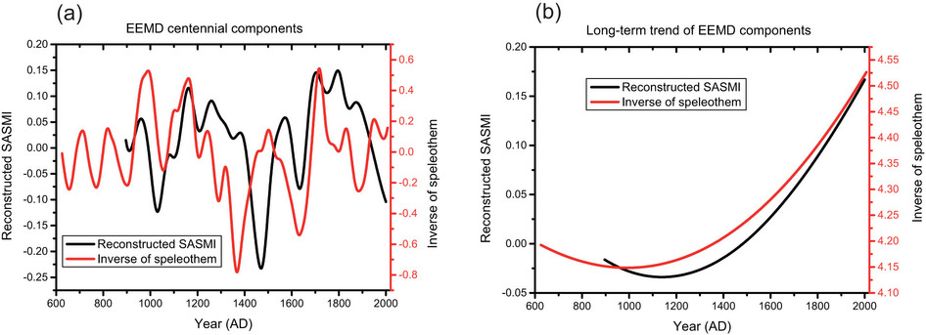 (a)
EEMD centennial components
Reconstructed SASMI
0.20
0.15
0.10
0.05
0.00
-0.05
-0.10
-0.15
-0.20
-0.25
Reconstructed SASMI
Inverse of speleothem
0.6
0.4
0.2
0.0
-0.2
-0.4
-0.6
-0.8
Inverse of speleothem
600 800 1000 1200 1400 1600 1800 2000
Year (AD)
(b)
Long-term trend of EEMD components
Reconstructed SASMI
0.20
0.15
0.10
0.05
0.00
-0.05
Reconstructed SASMI
Inverse of speleothem
4.55
4.50
4.45
4.40
4.35
4.30
4.25
4.20
4.15
4.10
Inverse of speleothem
600 800 1000 1200 1400 1600 1800 2000
Year (AD)